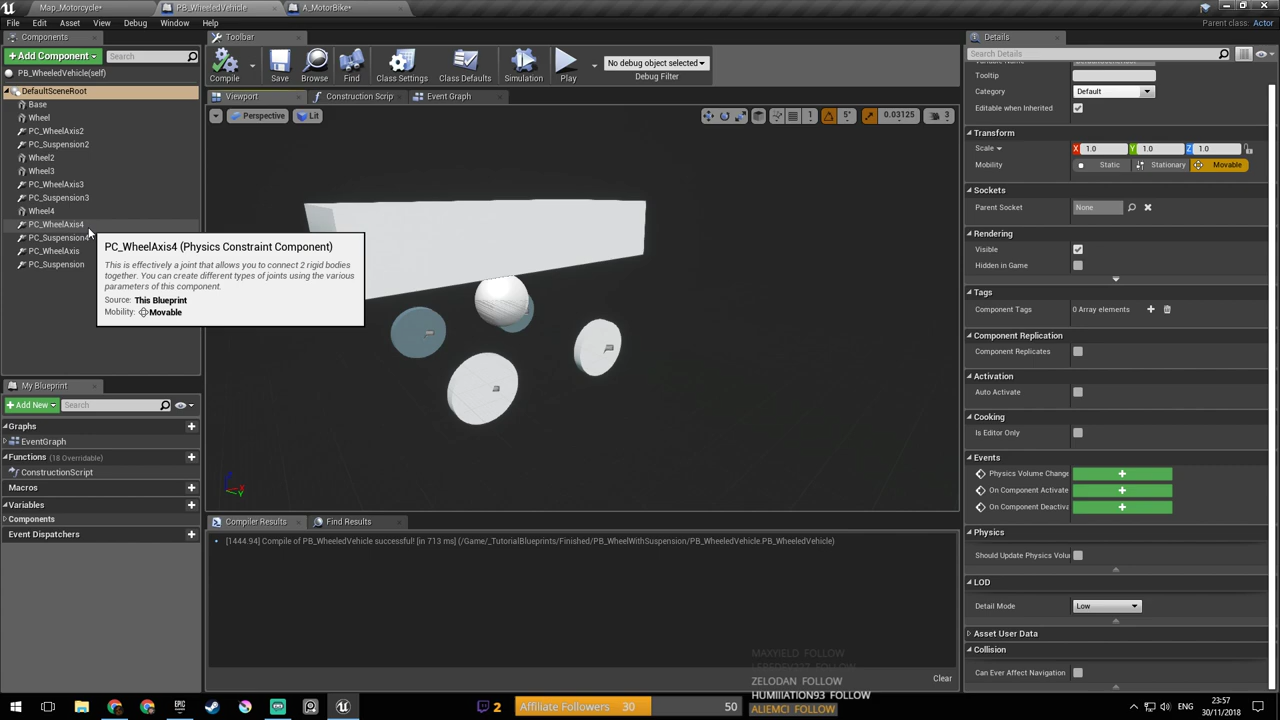 Map_Motorcycle*
PB_WheeledVehicle
A_MotorBike*
File Edit Asset View Debug Window Help
Parent class: Actor
Components
Toolbar
Details
+ Add Component
Search
PB_WheeledVehicle(self)
DefaultSceneRoot
Base
Wheel
PC_WheelAxis2
PC_Suspension2
Wheel2
Wheel3
PC_WheelAxis3
PC_Suspension3
Wheel4
PC_WheelAxis4
PC_Suspension4
PC_WheelAxis
PC_Suspension
PC_WheelAxis4 (Physics Constraint Component)
This is effectively a joint that allows you to connect 2 rigid bodies
together. You can create different types of joints using the various
parameters of this component.
Source: This Blueprint
Mobility: Movable
Compile
Save
Browse
Find
Class Settings
Class Defaults
Simulation
Play
No debug object selected
Debug Filter
Viewport
Construction Scrip
Event Graph
Perspective
Lit
1
5°
0.03125
3
Z
X
Y
My Blueprint
+ Add New
Search
Graphs
EventGraph
Functions (18 Overridable)
ConstructionScript
Macros
Variables
Components
Event Dispatchers
Compiler Results
Find Results
[1444.94] Compile of PB_WheeledVehicle successful! [in 713 ms] (/Game/_TutorialBlueprints/Finished/PB_WheelWithSuspension/PB_WheeledVehicle.PB_WheeledVehicle)
Clear
Search Details
Tooltip
Category Default
Editable when Inherited
Transform
Scale X 1.0 Y 1.0 Z 1.0
Mobility Static Stationary Movable
Sockets
Parent Socket None
Rendering
Visible
Hidden in Game
Tags
Component Tags 0 Array elements
Component Replication
Component Replicates
Activation
Auto Activate
Cooking
Is Editor Only
Events
Physics Volume Change
On Component Activate
On Component Deactiva
Physics
Should Update Physics Volu
LOD
Detail Mode Low
Asset User Data
Collision
Can Ever Affect Navigation
MAXYIELD FOLLOW
ZELODAN FOLLOW
HUMIIIATION93 FOLLOW
ALIEMCI FOLLOW
2
Affiliate Followers 30 50
ENG
23:57
30/11/2018